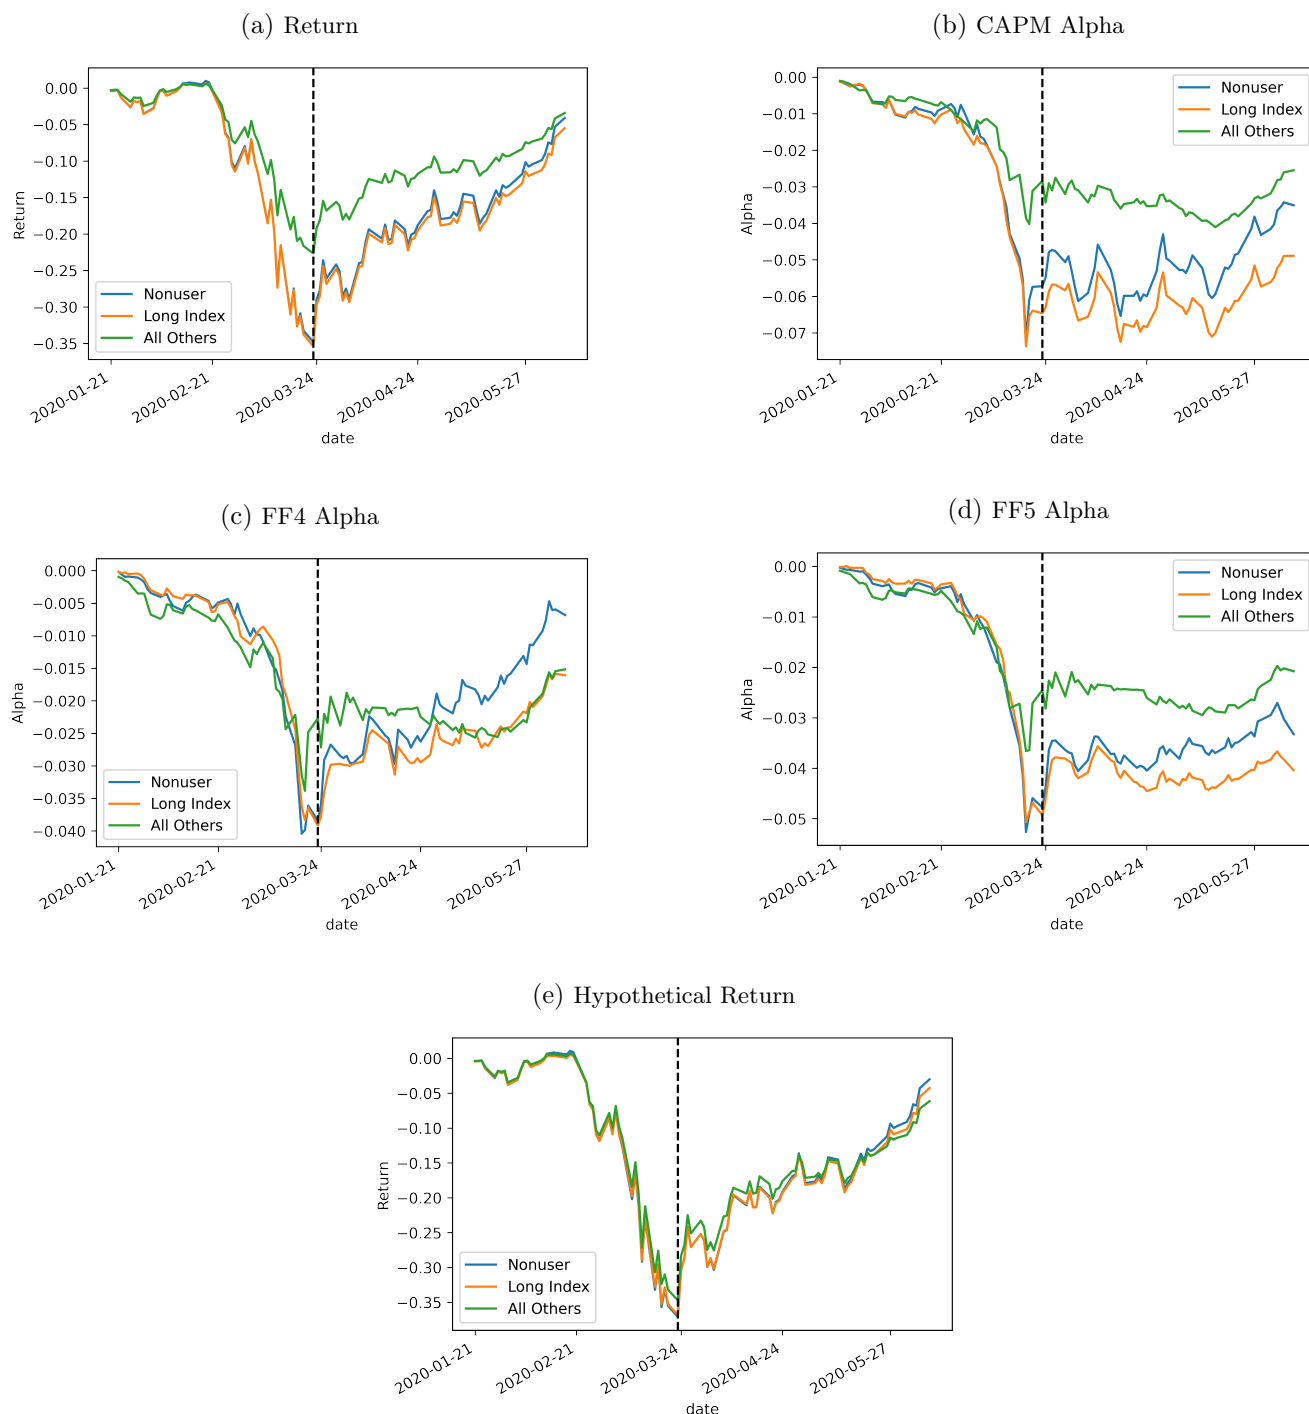 (a) Return
0.00
−0.05
−0.10
−0.15
−0.20
−0.25
−0.30
−0.35
Return
Nonuser
Long Index
All Others
2020-01-21
2020-02-21
2020-03-24
2020-04-24
2020-05-27
date
(b) CAPM Alpha
0.00
−0.01
−0.02
−0.03
−0.04
−0.05
−0.06
−0.07
Alpha
Nonuser
Long Index
All Others
2020-01-21
2020-02-21
2020-03-24
2020-04-24
2020-05-27
date
(c) FF4 Alpha
0.000
−0.005
−0.010
−0.015
−0.020
−0.025
−0.030
−0.035
−0.040
Alpha
Nonuser
Long Index
All Others
2020-01-21
2020-02-21
2020-03-24
2020-04-24
2020-05-27
date
(d) FF5 Alpha
0.00
−0.01
−0.02
−0.03
−0.04
−0.05
Alpha
Nonuser
Long Index
All Others
2020-01-21
2020-02-21
2020-03-24
2020-04-24
2020-05-27
date
(e) Hypothetical Return
0.00
−0.05
−0.10
−0.15
−0.20
−0.25
−0.30
−0.35
Return
Nonuser
Long Index
All Others
2020-01-21
2020-02-21
2020-03-24
2020-04-24
2020-05-27
date